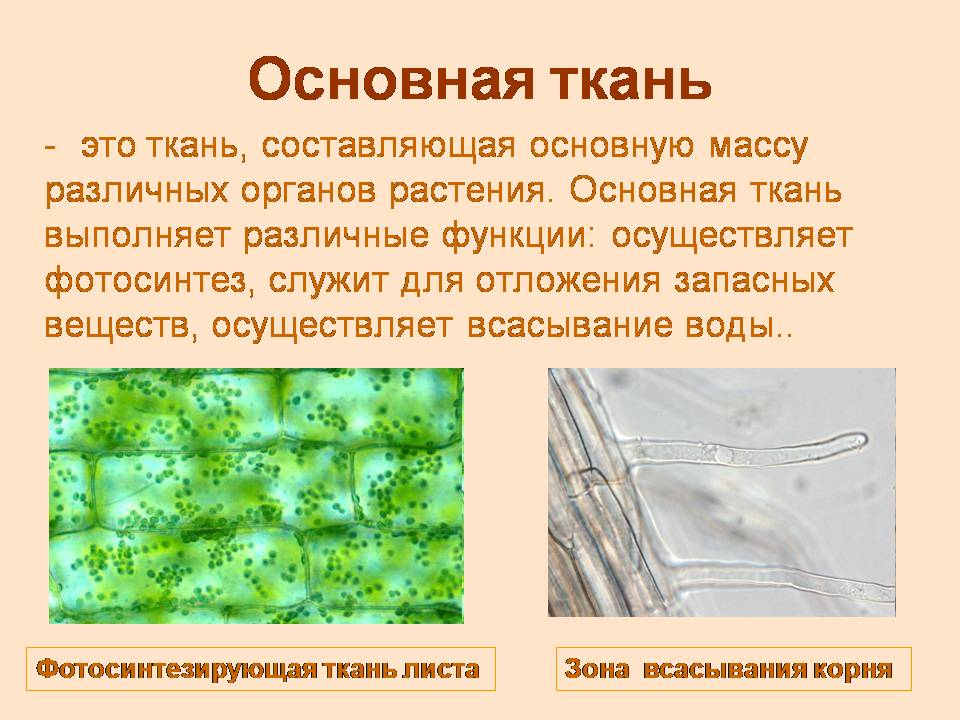 Основная ткань
- это ткань, составляющая основную массу
различных органов растения. Основная ткань
выполняет различные функции: осуществляет
фотосинтез, служит для отложения запасных
веществ, осуществляет всасывание воды..
Фотосинтезирующая ткань листа
Зона всасывания корня